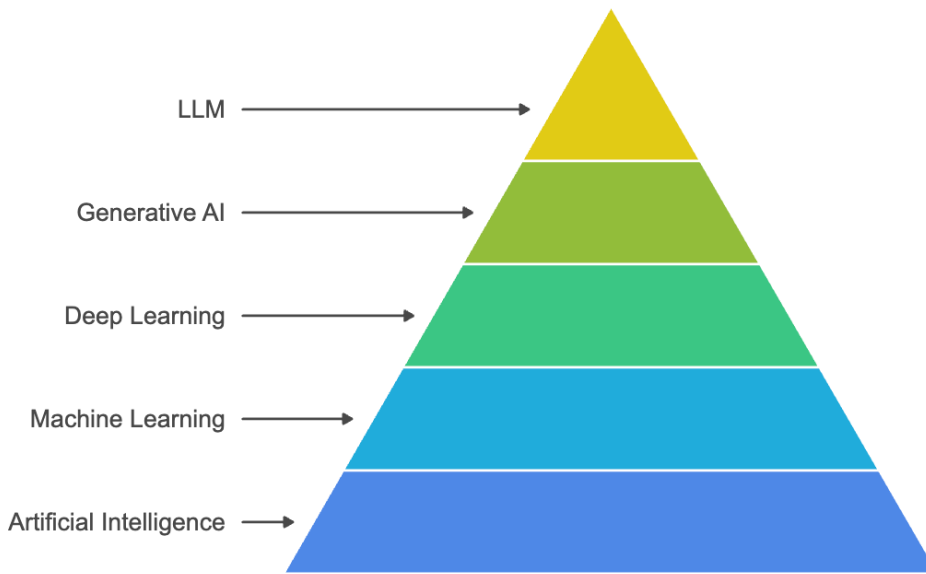 LLM
Generative AI
Deep Learning
Machine Learning
Artificial Intelligence